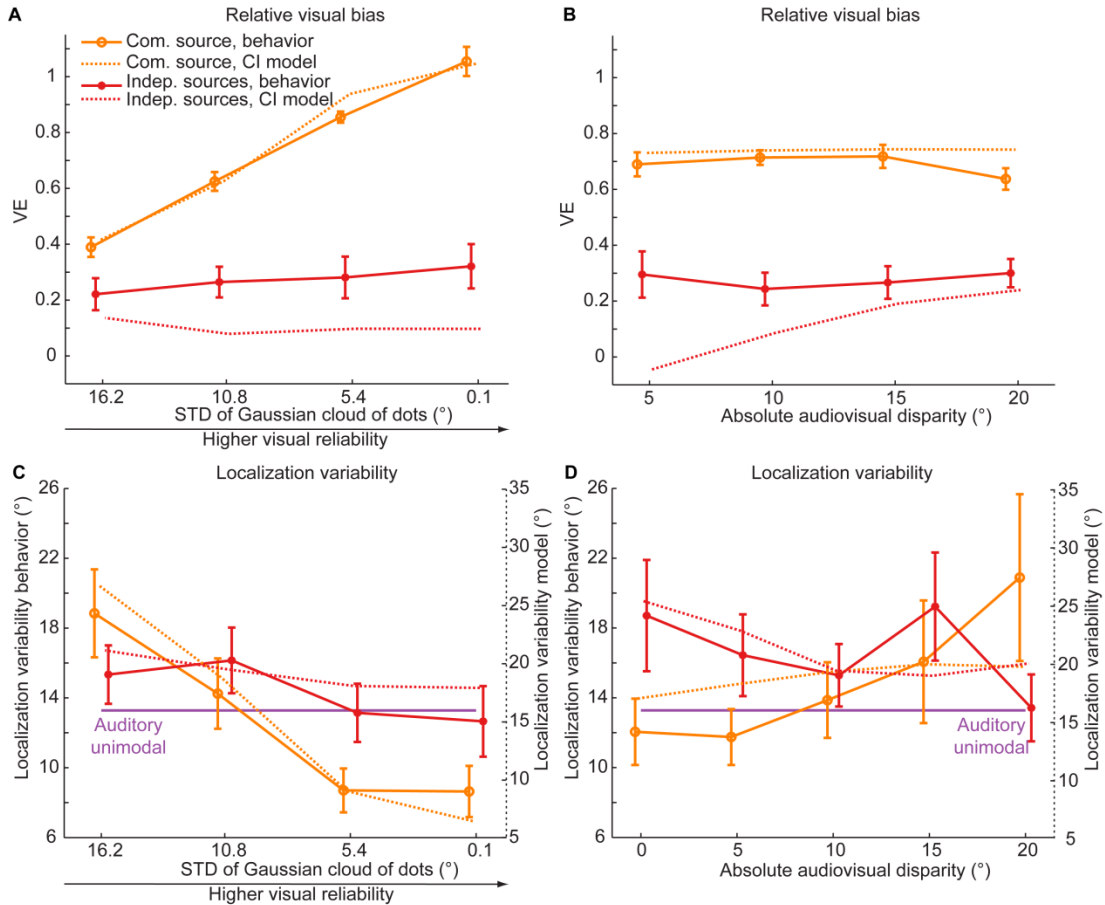 A
Relative visual bias
Com. source, behavior
Com. source, CI model
Indep. sources, behavior
Indep. sources, CI model
1
0.8
0.6
0.4
0.2
0
VE
16.2 10.8 5.4 0.1
STD of Gaussian cloud of dots (°)
Higher visual reliability
B
Relative visual bias
1
0.8
0.6
0.4
0.2
0
VE
5 10 15 20
Absolute audiovisual disparity (°)
C
Localization variability
26
22
18
14
10
6
Localization variability behavior (°)
Auditory
unimodal
35
30
25
20
15
10
5
Localization variability model (°)
16.2 10.8 5.4 0.1
STD of Gaussian cloud of dots (°)
Higher visual reliability
D
Localization variability
26
22
18
14
10
6
Localization variability behavior (°)
Auditory
unimodal
35
30
25
20
15
10
5
Localization variability model (°)
0 5 10 15 20
Absolute audiovisual disparity (°)